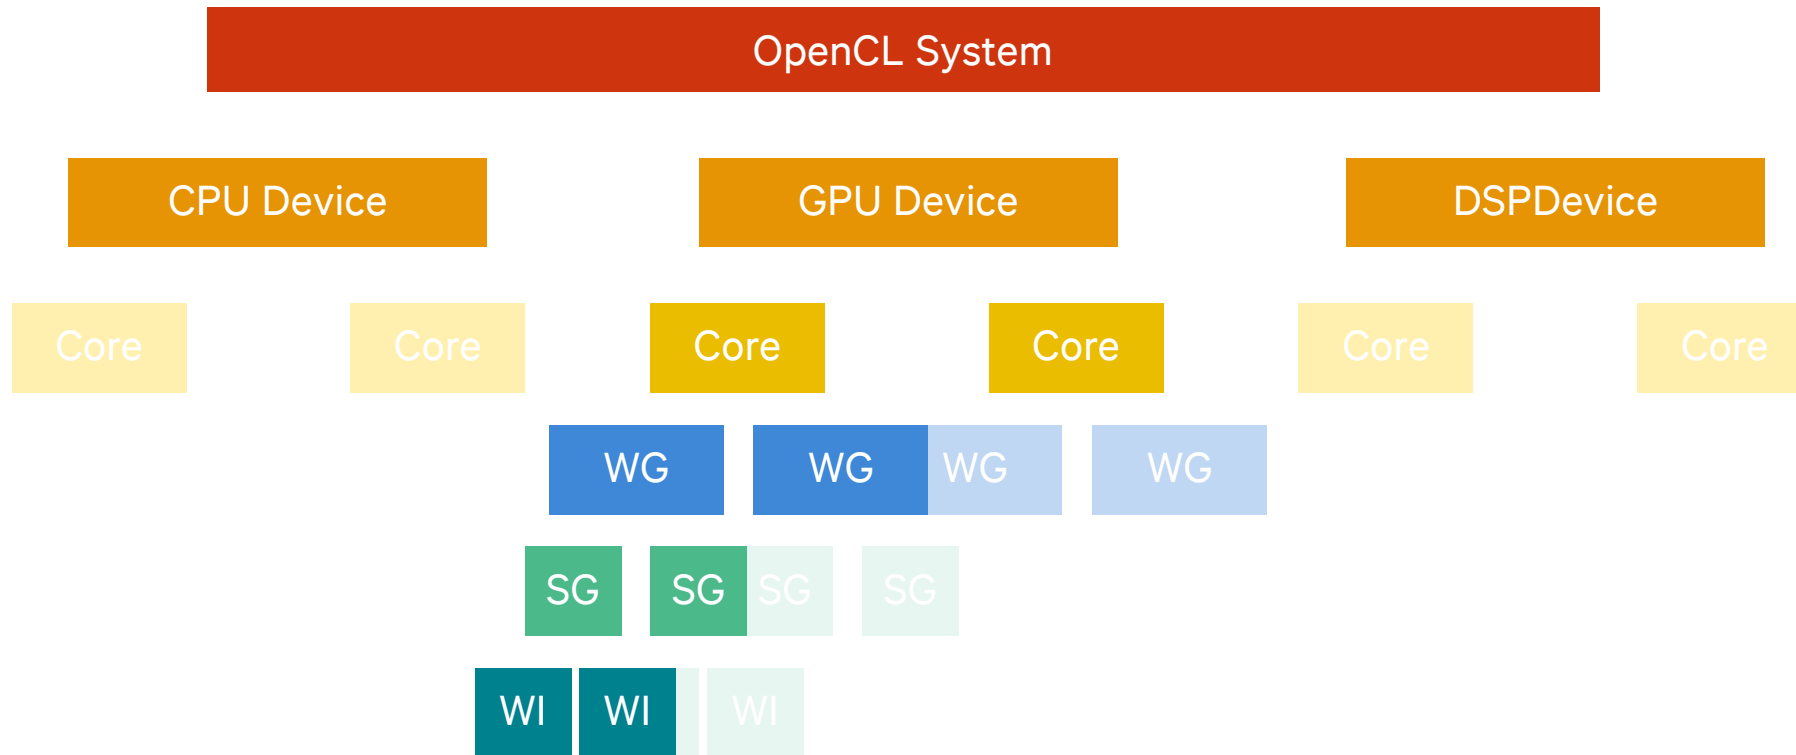 OpenCL System
CPU Device GPU Device DSPDevice
Core Core Core Core Core Core
WG WG WG WG
SG SG SG SG
WI WI WI